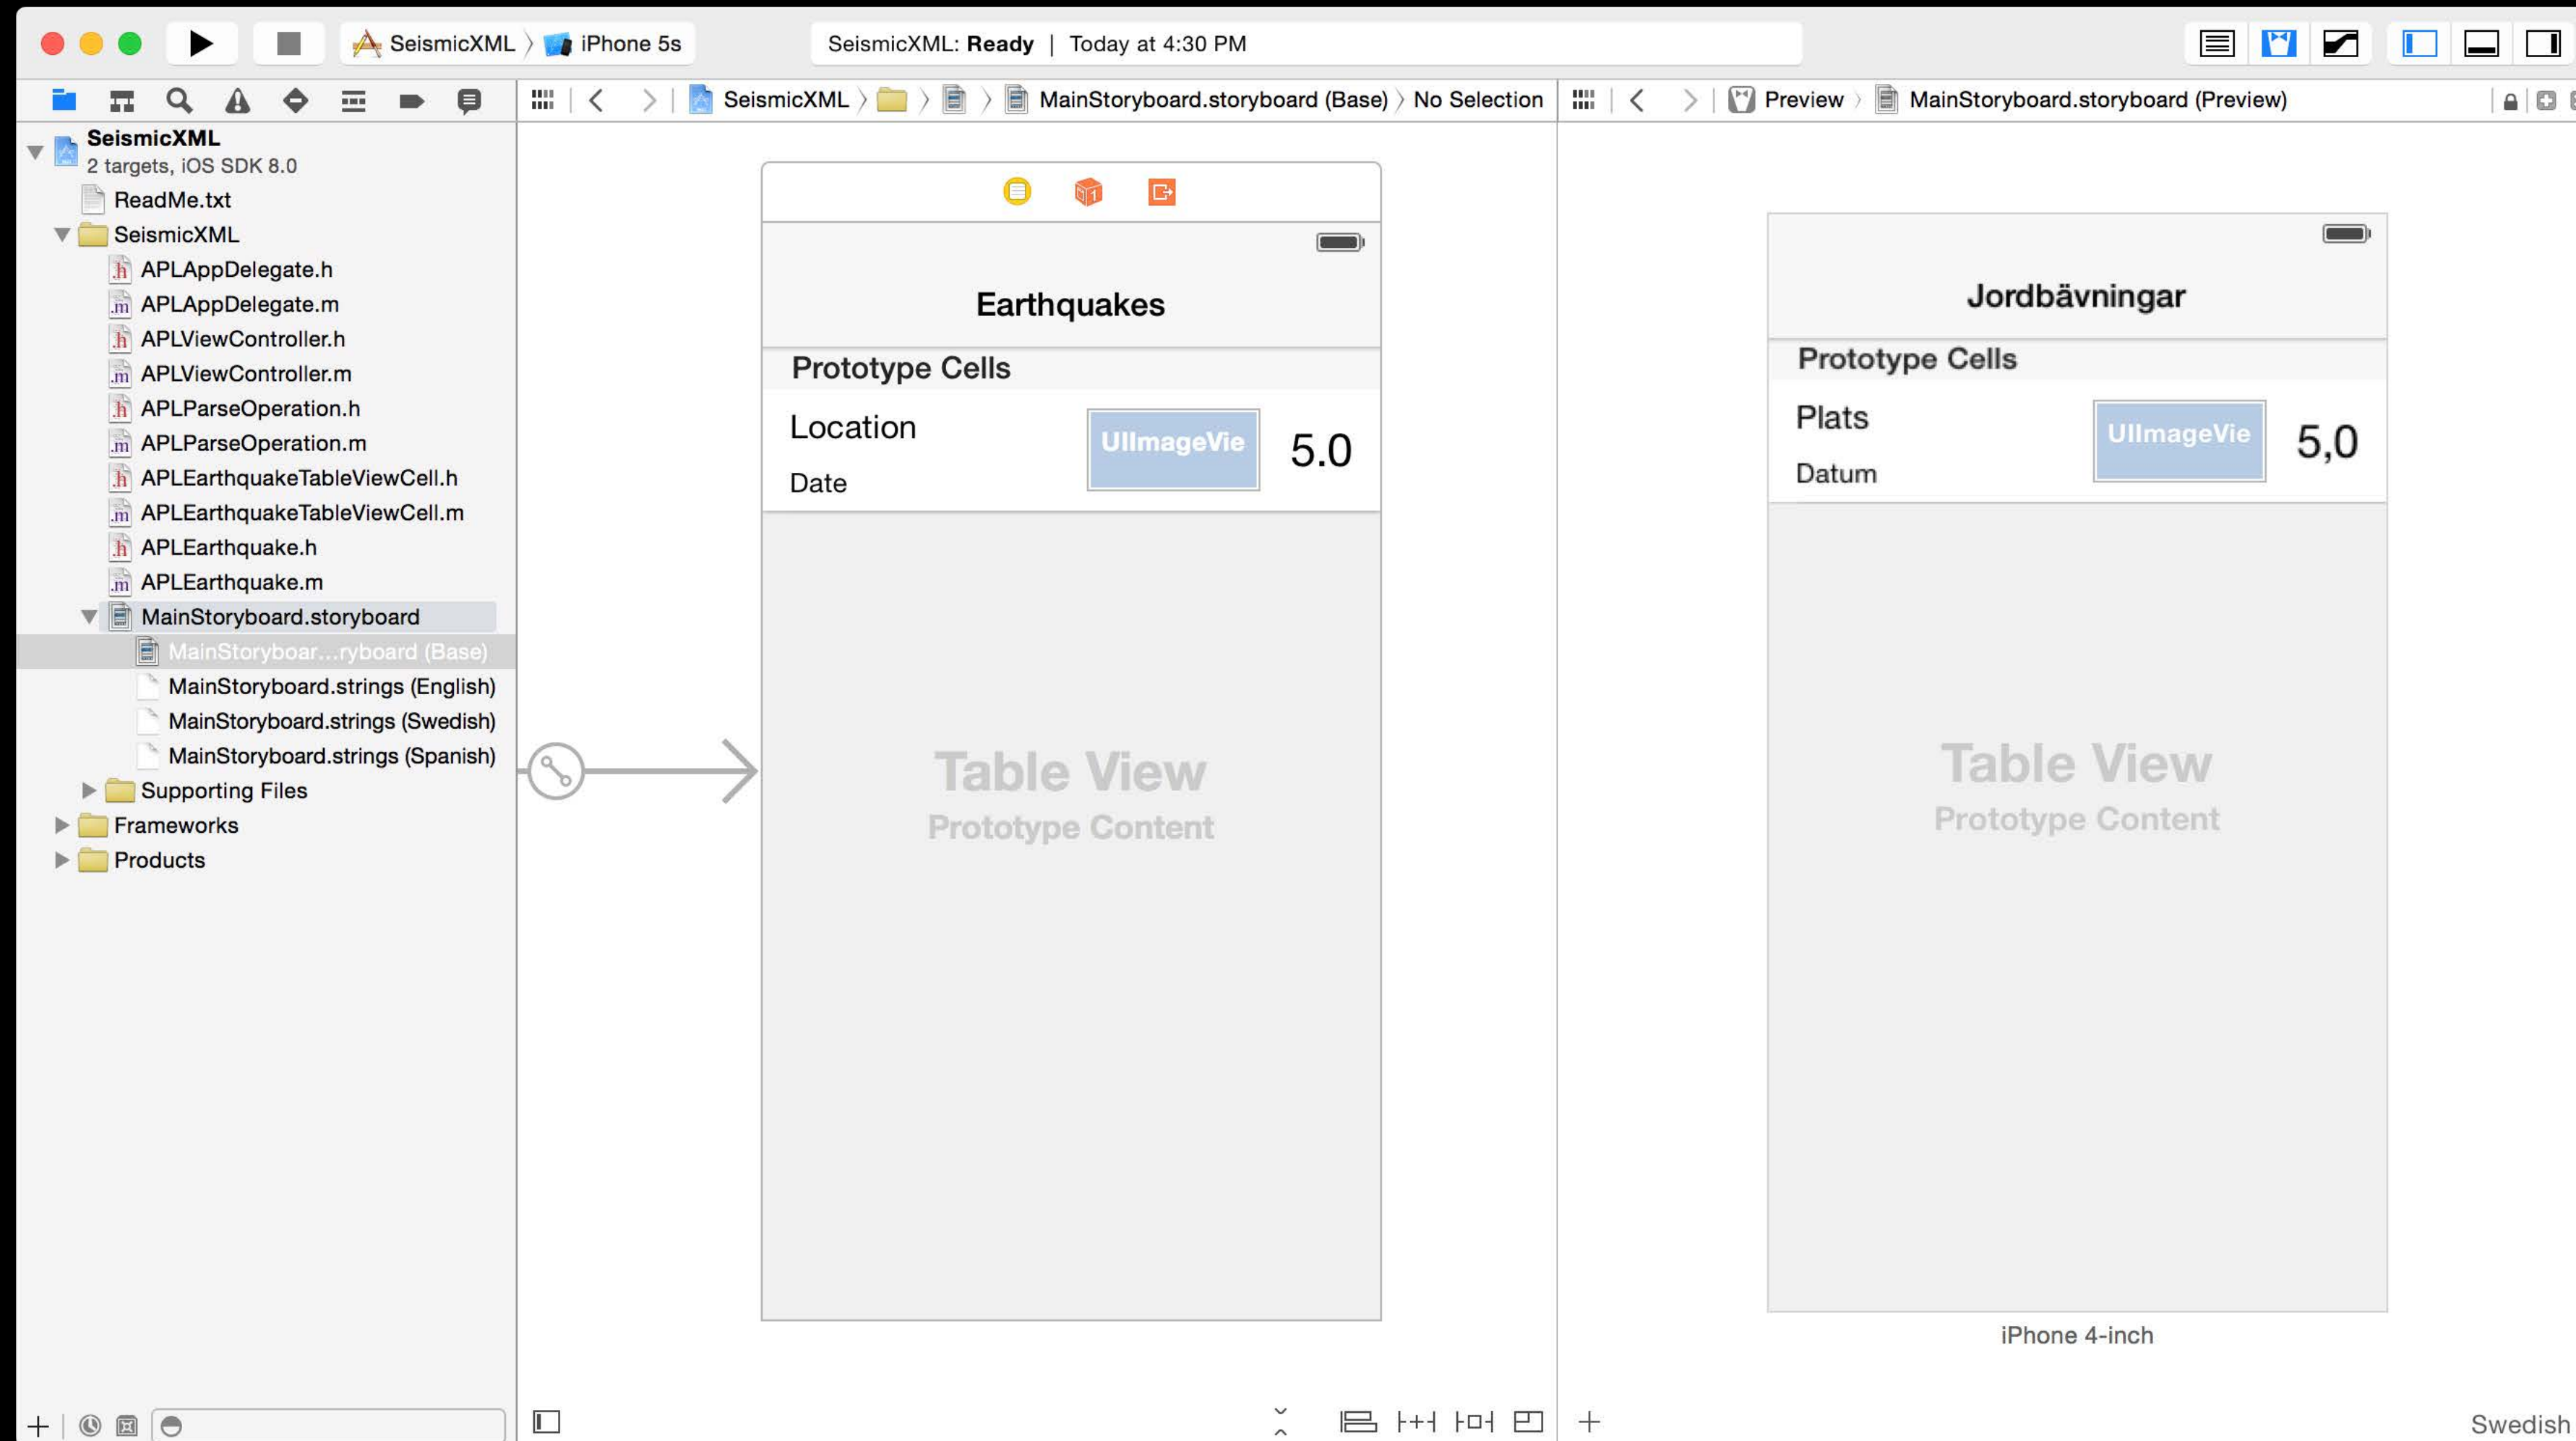 SeismicXML iPhone 5s
SeismicXML: Ready | Today at 4:30 PM
SeismicXML MainStoryboard.storyboard (Base) No Selection
Preview MainStoryboard.storyboard (Preview)
SeismicXML
2 targets, iOS SDK 8.0
ReadMe.txt
SeismicXML
APLAppDelegate.h
APLAppDelegate.m
APLViewController.h
APLViewController.m
APLParseOperation.h
APLParseOperation.m
APLEarthquakeTableViewCell.h
APLEarthquakeTableViewCell.m
APLEarthquake.h
APLEarthquake.m
MainStoryboard.storyboard
MainStoryboar...ryboard (Base)
MainStoryboard.strings (English)
MainStoryboard.strings (Swedish)
MainStoryboard.strings (Spanish)
Supporting Files
Frameworks
Products
Earthquakes
Prototype Cells
Location
UIImageVie
5.0
Date
Table View
Prototype Content
Jordbävningar
Prototype Cells
Plats
UIImageVie
5,0
Datum
Table View
Prototype Content
iPhone 4-inch
Swedish